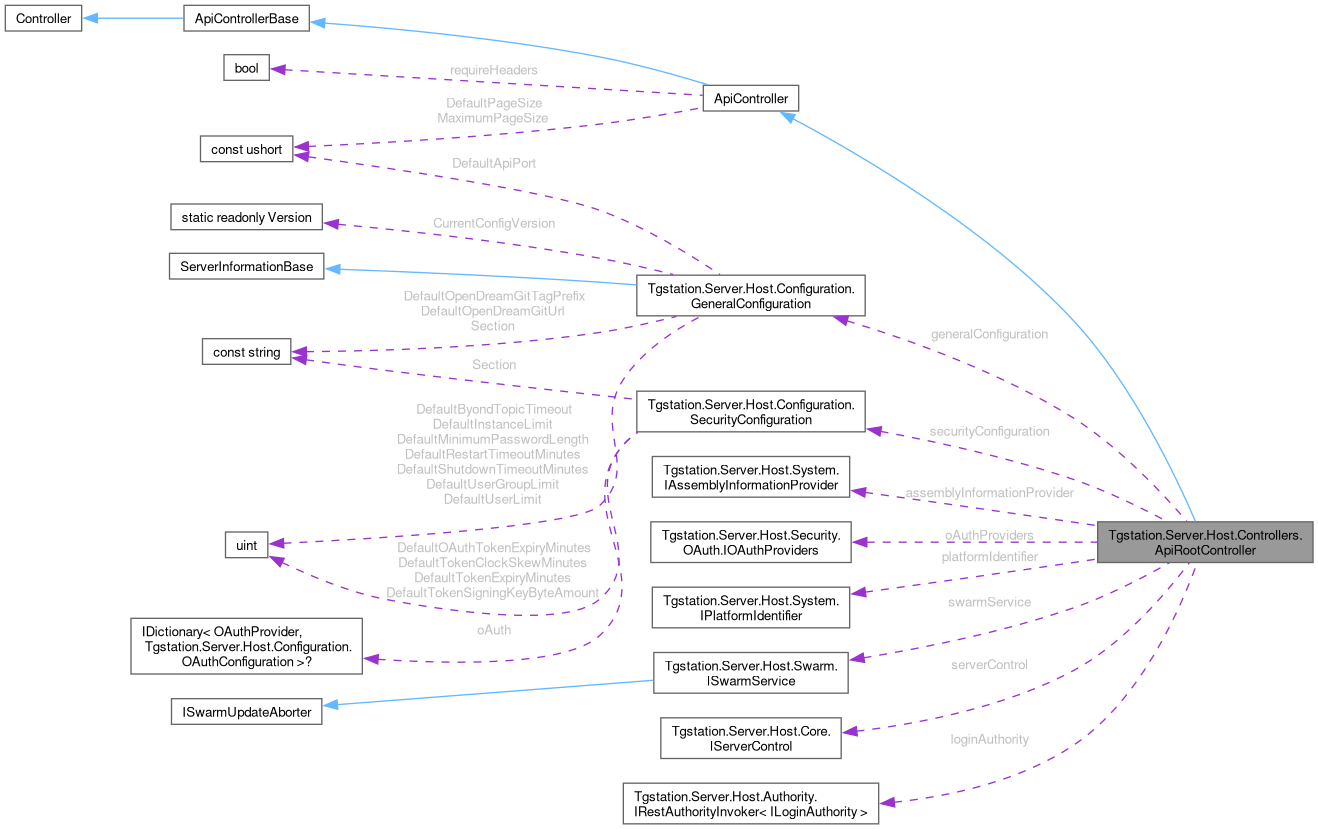 Controller
ApiControllerBase
bool
requireHeaders
ApiController
DefaultPageSize
MaximumPageSize
const ushort
DefaultApiPort
static readonly Version
CurrentConfigVersion
ServerInformationBase
Tgstation.Server.Host.Configuration.
GeneralConfiguration
DefaultOpenDreamGitTagPrefix
DefaultOpenDreamGitUrl
Section
generalConfiguration
const string
Section
Tgstation.Server.Host.Configuration.
SecurityConfiguration
securityConfiguration
DefaultByondTopicTimeout
DefaultInstanceLimit
DefaultMinimumPasswordLength
DefaultRestartTimeoutMinutes
DefaultShutdownTimeoutMinutes
DefaultUserGroupLimit
DefaultUserLimit
Tgstation.Server.Host.System.
IAssemblyInformationProvider
assemblyInformationProvider
uint
Tgstation.Server.Host.Security.
OAuth.IOAuthProviders
oAuthProviders
Tgstation.Server.Host.Controllers.
ApiRootController
DefaultOAuthTokenExpiryMinutes
DefaultTokenClockSkewMinutes
DefaultTokenExpiryMinutes
DefaultTokenSigningKeyByteAmount
platformIdentifier
Tgstation.Server.Host.System.
IPlatformIdentifier
swarmService
IDictionary< OAuthProvider,
Tgstation.Server.Host.Configuration.
OAuthConfiguration >?
oAuth
Tgstation.Server.Host.Swarm.
ISwarmService
serverControl
ISwarmUpdateAborter
Tgstation.Server.Host.Core.
IServerControl
loginAuthority
Tgstation.Server.Host.Authority.
IRestAuthorityInvoker< ILoginAuthority >